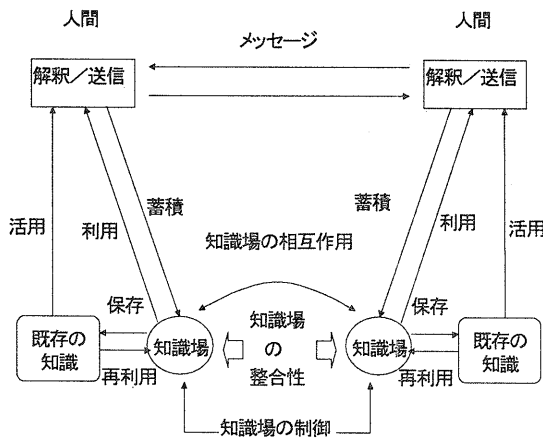 人間
人間
メッセージ
解釈／送信
解釈／送信
蓄積
蓄積
活用
利用
利用
活用
知識場の相互作用
保存
保存
既存の
知識
知識場
知識場
の
整合性
知識場
既存の
知識
再利用
再利用
知識場の制御